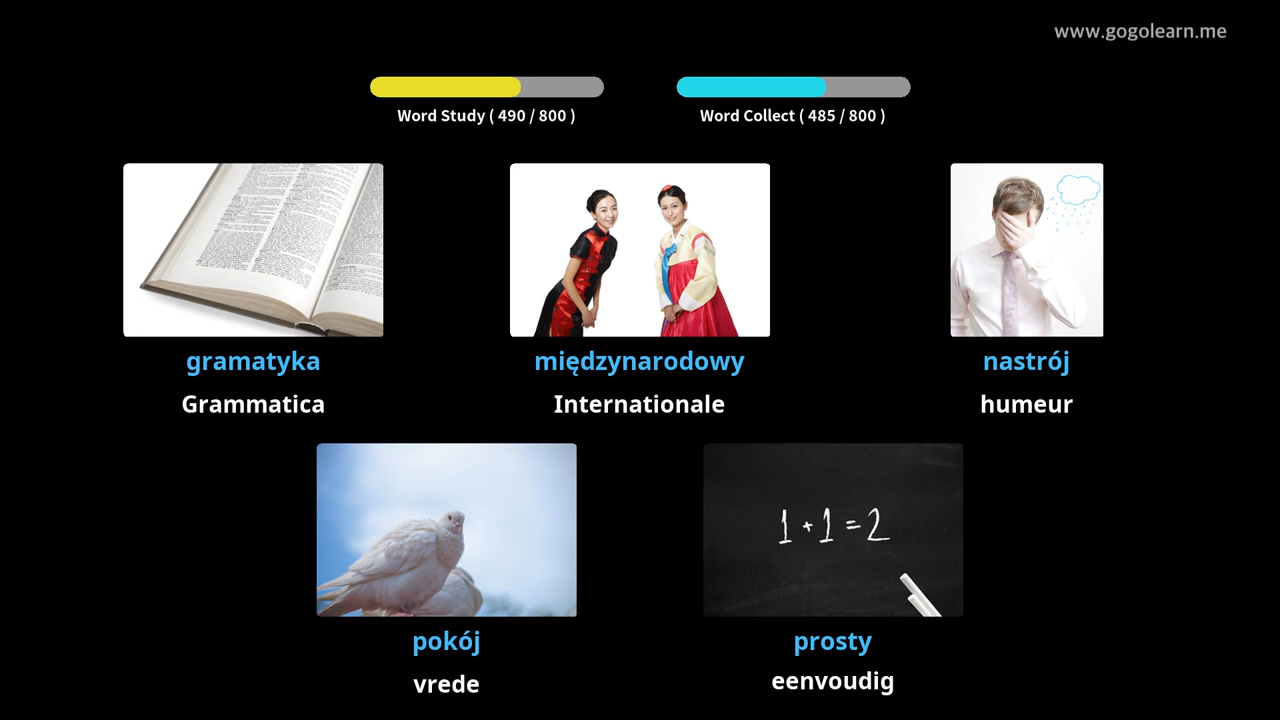 www.gogolearn.me
Word Study ( 490 / 800 )
Word Collect ( 485 / 800 )
gramatyka
Grammatica
międzynarodowy
Internationale
nastrój
humeur
1 + 1 = 2
pokój
vrede
prosty
eenvoudig